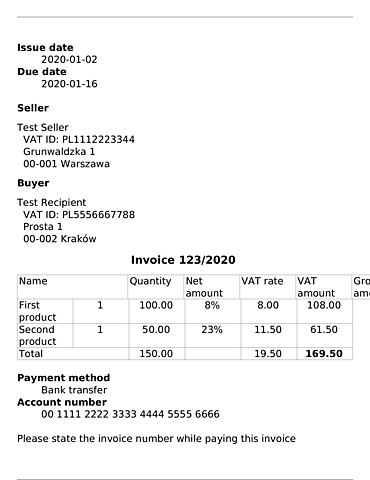 Issue date
2020-01-02
Due date
2020-01-16
Seller
Test Seller
VAT ID: PL1112223344
Grunwaldzka 1
00-001 Warszawa
Buyer
Test Recipient
VAT ID: PL5556667788
Prosta 1
00-002 Kraków
Invoice 123/2020
Name Quantity Net amount VAT rate VAT amount
First product 1 100.00 8% 8.00 108.00
Second product 1 50.00 23% 11.50 61.50
Total 150.00 19.50 169.50
Payment method
Bank transfer
Account number
00 1111 2222 3333 4444 5555 6666
Please state the invoice number while paying this invoice